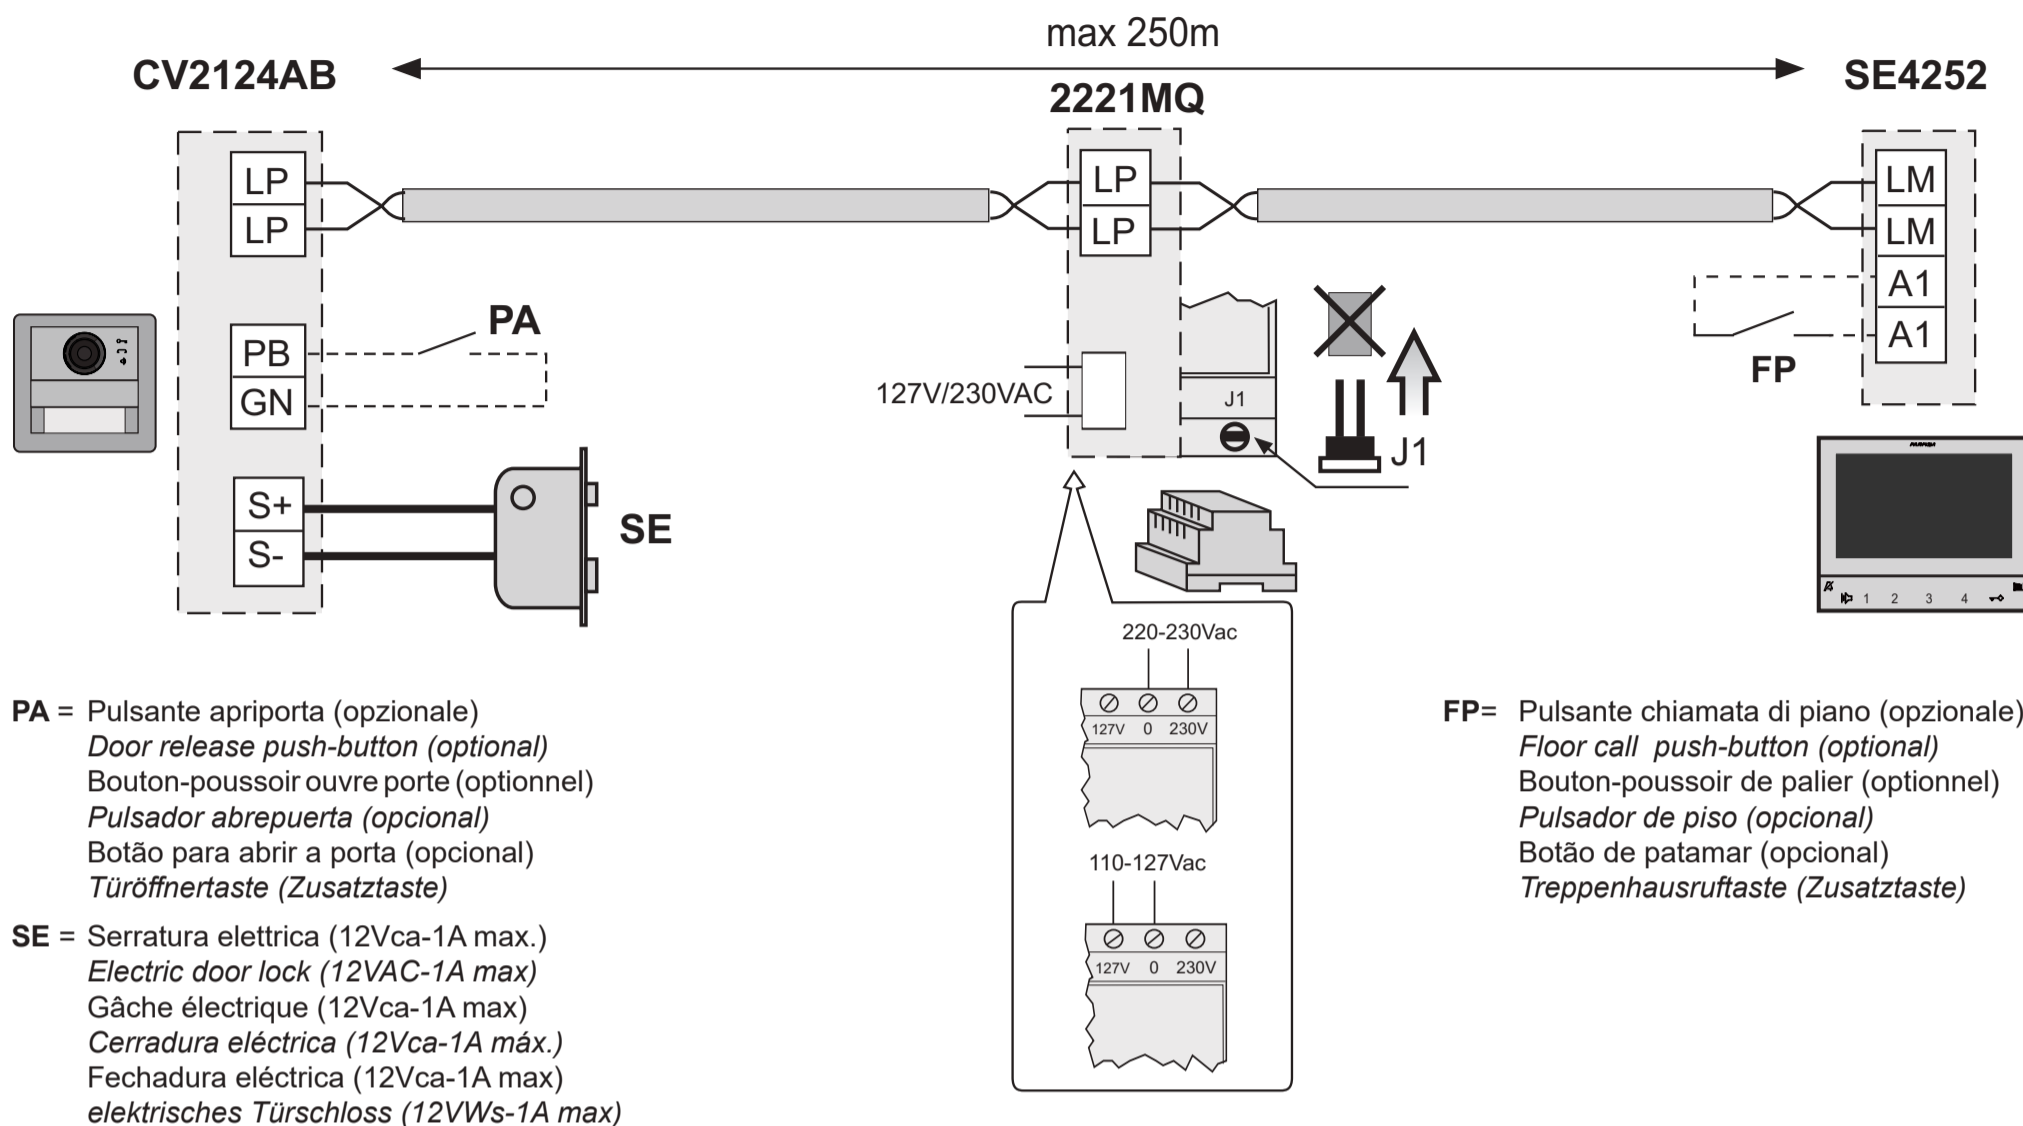 max 250m
CV2124AB
2221MQ
SE4252
LP
LP
LP
LP
LM
LM
A1
A1
FP
PB
GN
PA
S+
S-
SE
127V/230VAC
J1
J1
1 2 3 4
220-230Vac
127V 0 230V
110-127Vac
127V 0 230V
PA = Pulsante apriporta (opzionale)
Door release push-button (optional)
Bouton-poussoir ouvre porte (optionnel)
Pulsador abrepuerta (opcional)
Botão para abrir a porta (opcional)
Türöffnertaste (Zusatztaste)
SE = Serratura elettrica (12Vca-1A max.)
Electric door lock (12VAC-1A max)
Gâche électrique (12Vca-1A max)
Cerradura eléctrica (12Vca-1A máx.)
Fechadura eléctrica (12Vca-1A max)
elektrisches Türschloss (12VWs-1A max)
FP= Pulsante chiamata di piano (opzionale)
Floor call push-button (optional)
Bouton-poussoir de palier (optionnel)
Pulsador de piso (opcional)
Botão de patamar (opcional)
Treppenhausruftaste (Zusatztaste)